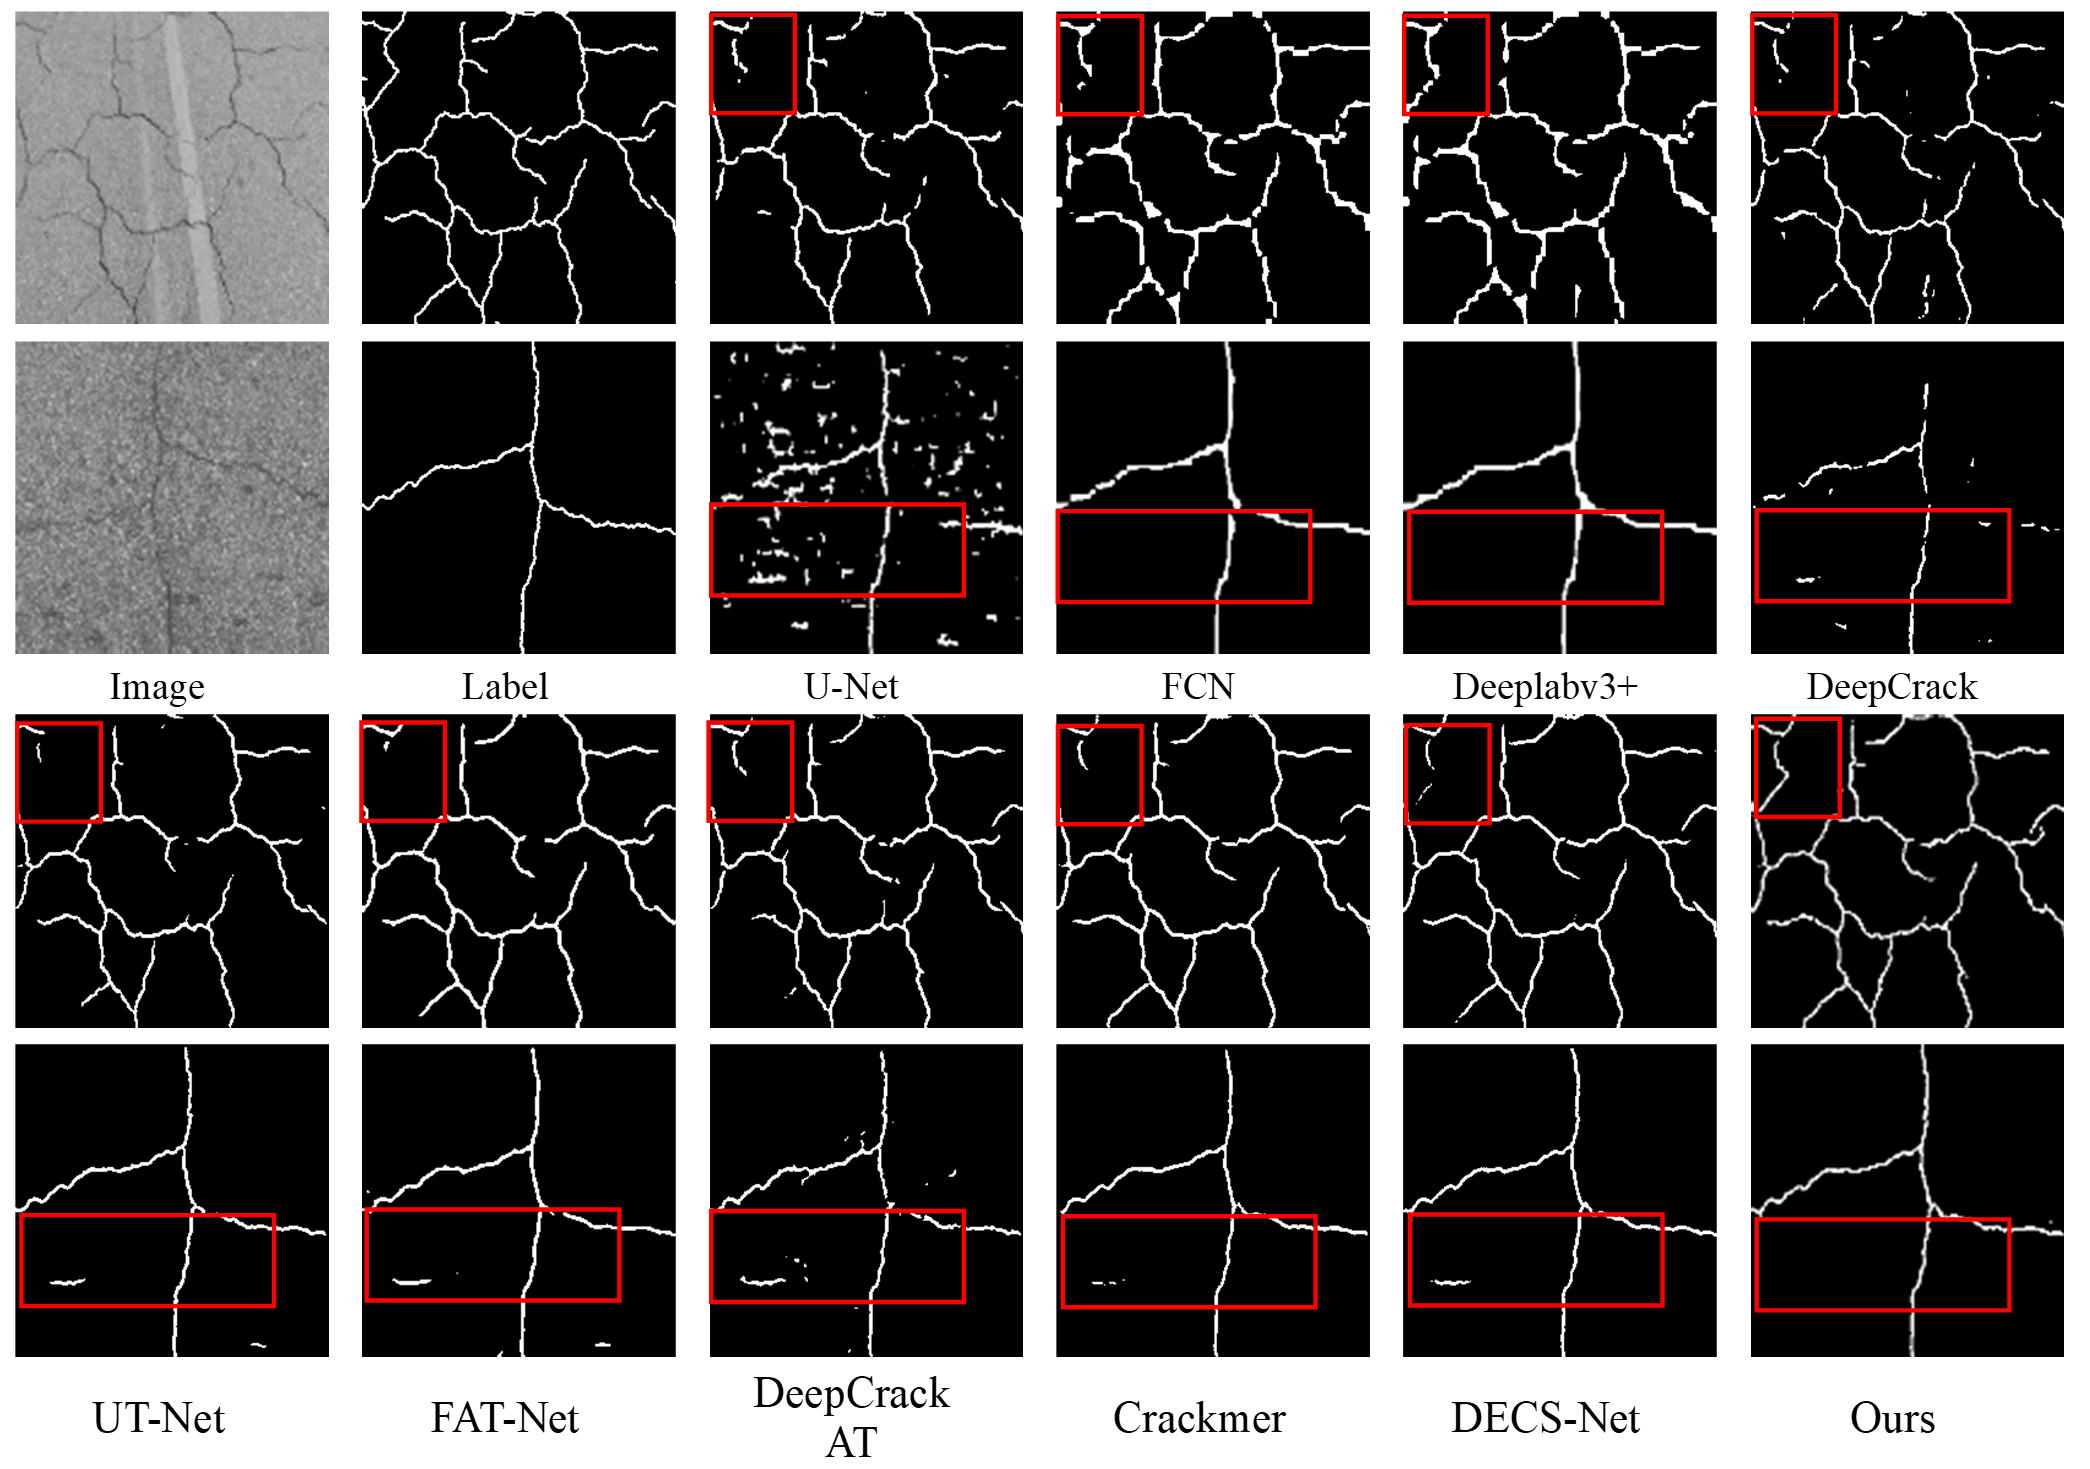 Image
Label
U-Net
FCN
Deeplabv3+
DeepCrack
UT-Net
FAT-Net
DeepCrack
AT
Crackmer
DECS-Net
Ours